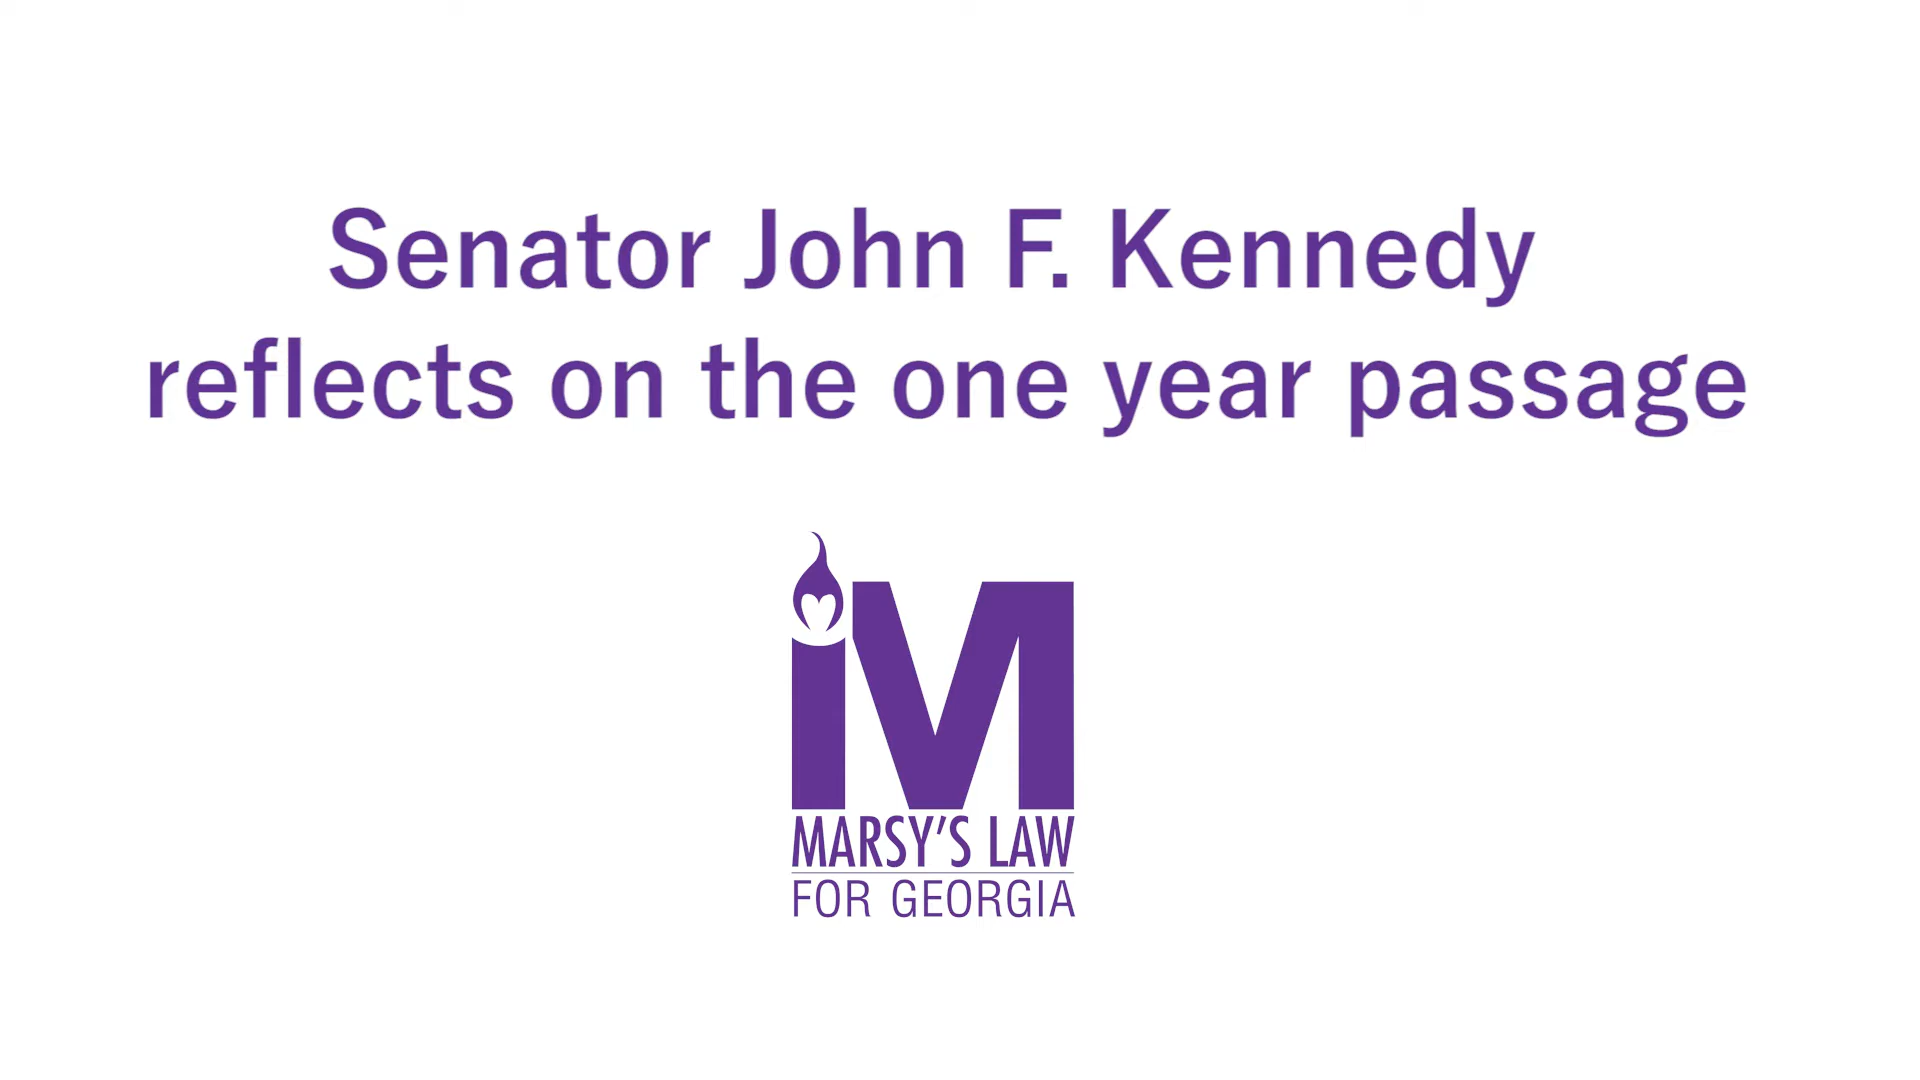 Senator John F. Kennedy
reflects on the one year passage
M
MARSY'S LAW
FOR GEORGIA